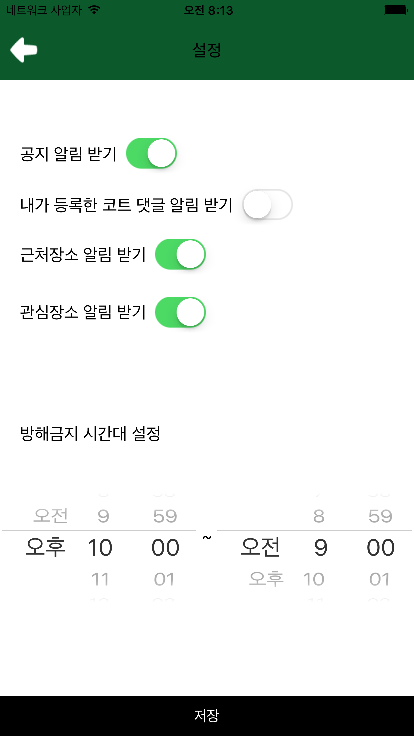 네트워크 사업자 오전 8:13
설정
공지 알림 받기
내가 등록한 코트 댓글 알림 받기
근처장소 알림 받기
관심장소 알림 받기
방해금지 시간대 설정
오전 9 59 8 59
오후 10 00 ~ 오전 9 00
11 01 오후 10 01
저장